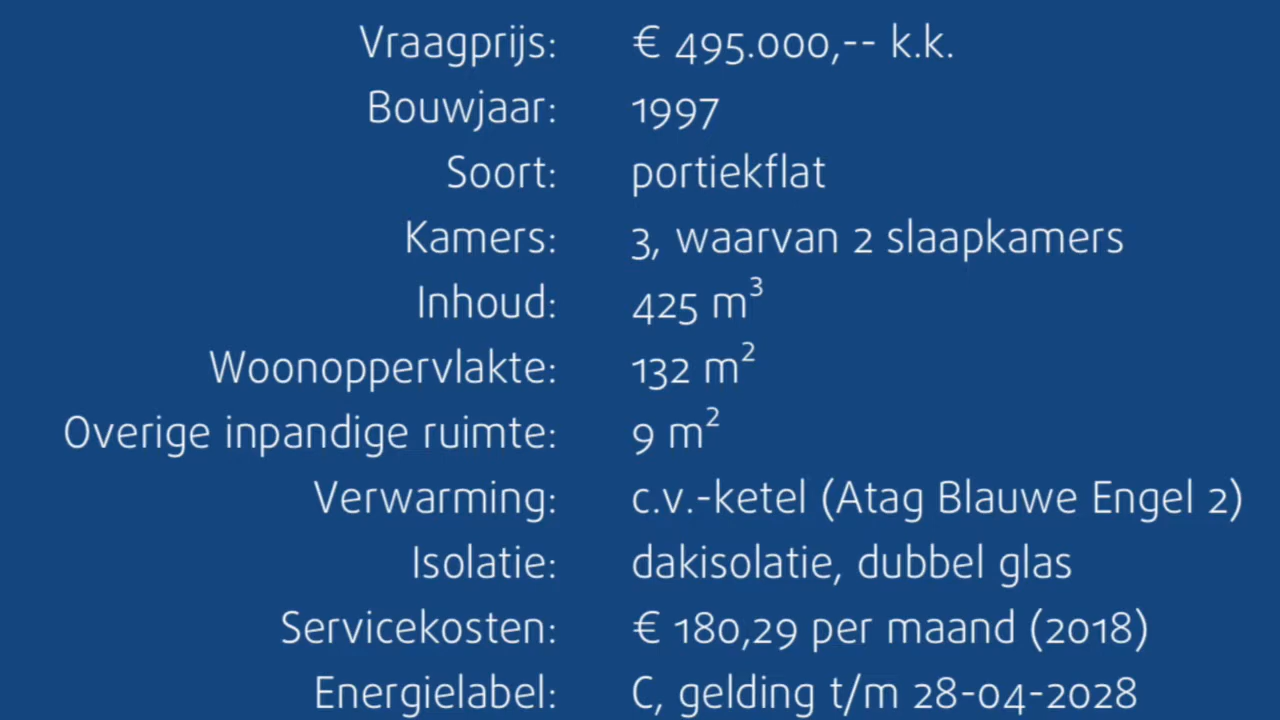 Vraagprijs: € 495.000,-- k.k.
Bouwjaar: 1997
Soort: portiekflat
Kamers: 3, waarvan 2 slaapkamers
Inhoud: 425 m³
Woonoppervlakte: 132 m²
Overige inpandige ruimte: 9 m²
Verwarming: c.v.-ketel (Atag Blauwe Engel 2)
Isolatie: dakisolatie, dubbel glas
Servicekosten: € 180,29 per maand (2018)
Energielabel: C, gelding t/m 28-04-2028